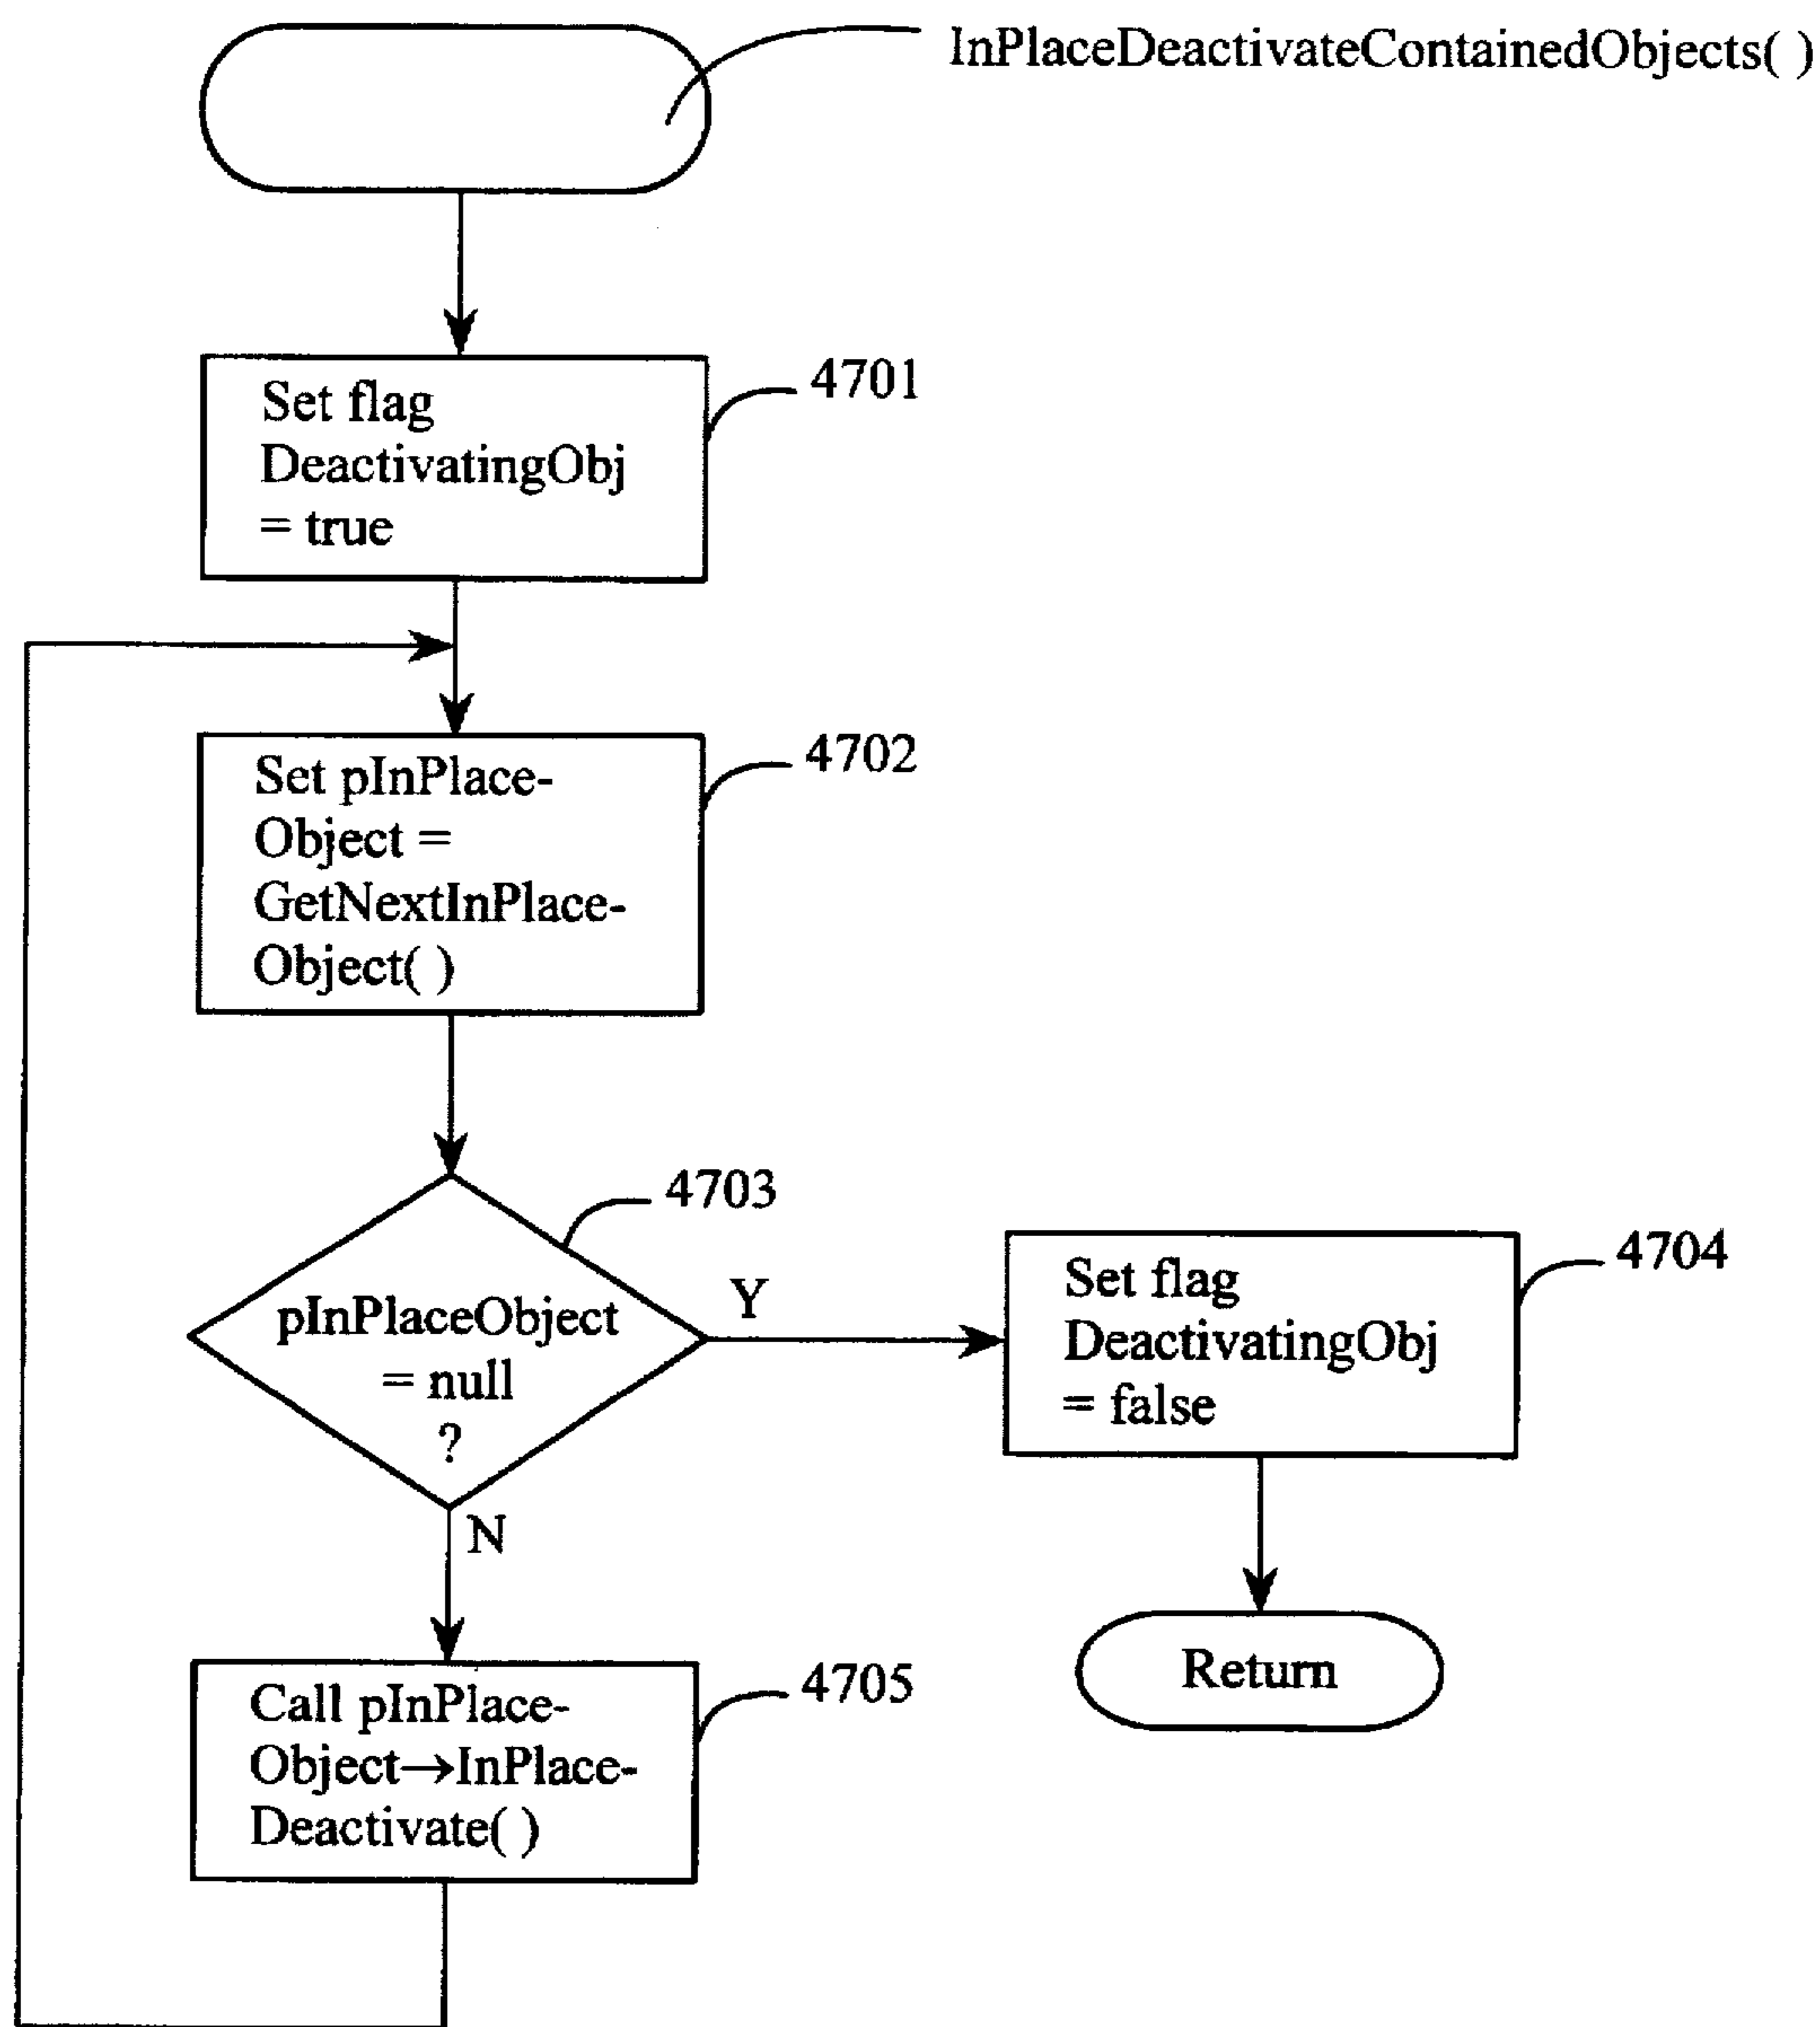 InPlaceDeactivateContainedObjects( )
4701
Set flag
DeactivatingObj
= true
4702
Set pInPlace-
Object =
GetNextInPlace-
Object( )
4703
pInPlaceObject
= null
?
Y
N
4704
Set flag
DeactivatingObj
= false
Return
4705
Call pInPlace-
Object→InPlace-
Deactivate( )